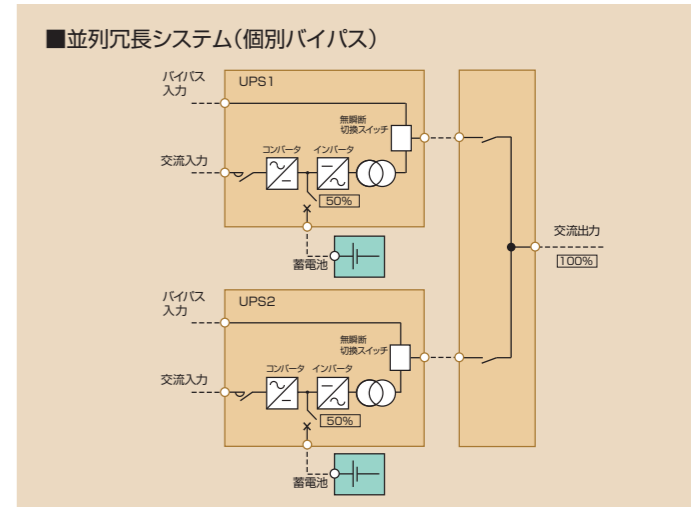 ■並列冗長システム（個別バイパス）
バイパス
入力
UPS1
無瞬断
切換スイッチ
コンバータ
インバータ
交流入力
50%
蓄電池
交流出力
100%
バイパス
入力
UPS2
無瞬断
切換スイッチ
コンバータ
インバータ
交流入力
50%
蓄電池